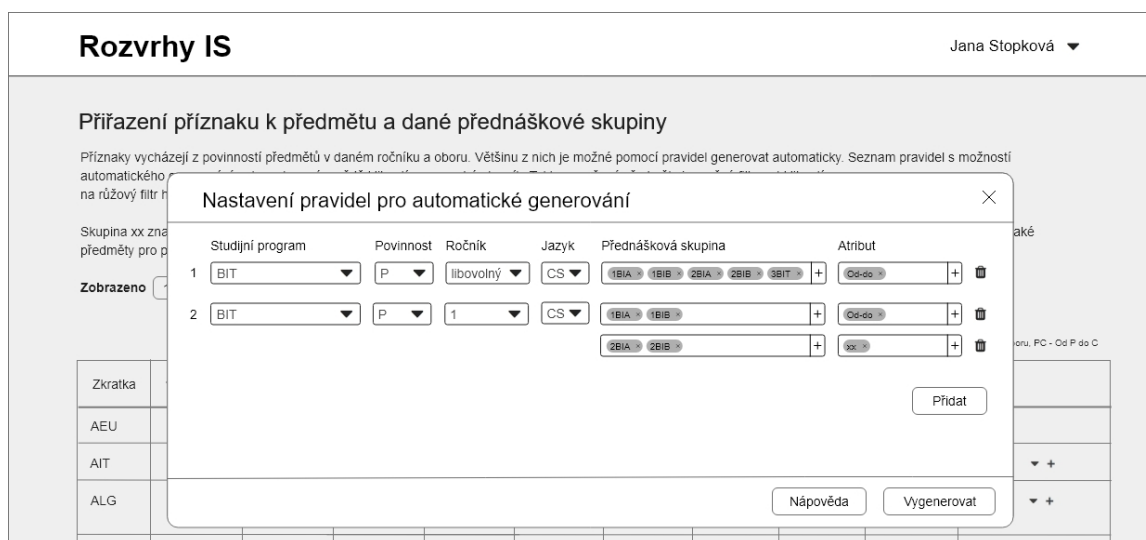 Rozvrhy IS
Jana Stopková
Přiřazení příznaku k předmětu a dané přednáškové skupiny
Příznaky vycházejí z povinností předmětů v daném ročníku a oboru. Většinu z nich je možné pomocí pravidel generovat automaticky. Seznam pravidel s možností
automatického
na růžový filtr
Skupina xx
aké
předměty pro
Zobrazeno
Nastavení pravidel pro automatické generování
Studijní program Povinnost Ročník Jazyk Přednášková skupina Atribut
1 BIT P libovolný CS 1BIA × 1BIB × 2BIA × 2BIB × 3BIT × + Od-do × +
2 BIT P 1 CS 1BIA × 1BIB × + Od-do × +
2BIA × 2BIB × + xx × +
oru, PC - Od P do C
Přidat
Zkratka
AEU
AIT +
ALG +
Nápověda Vygenerovat